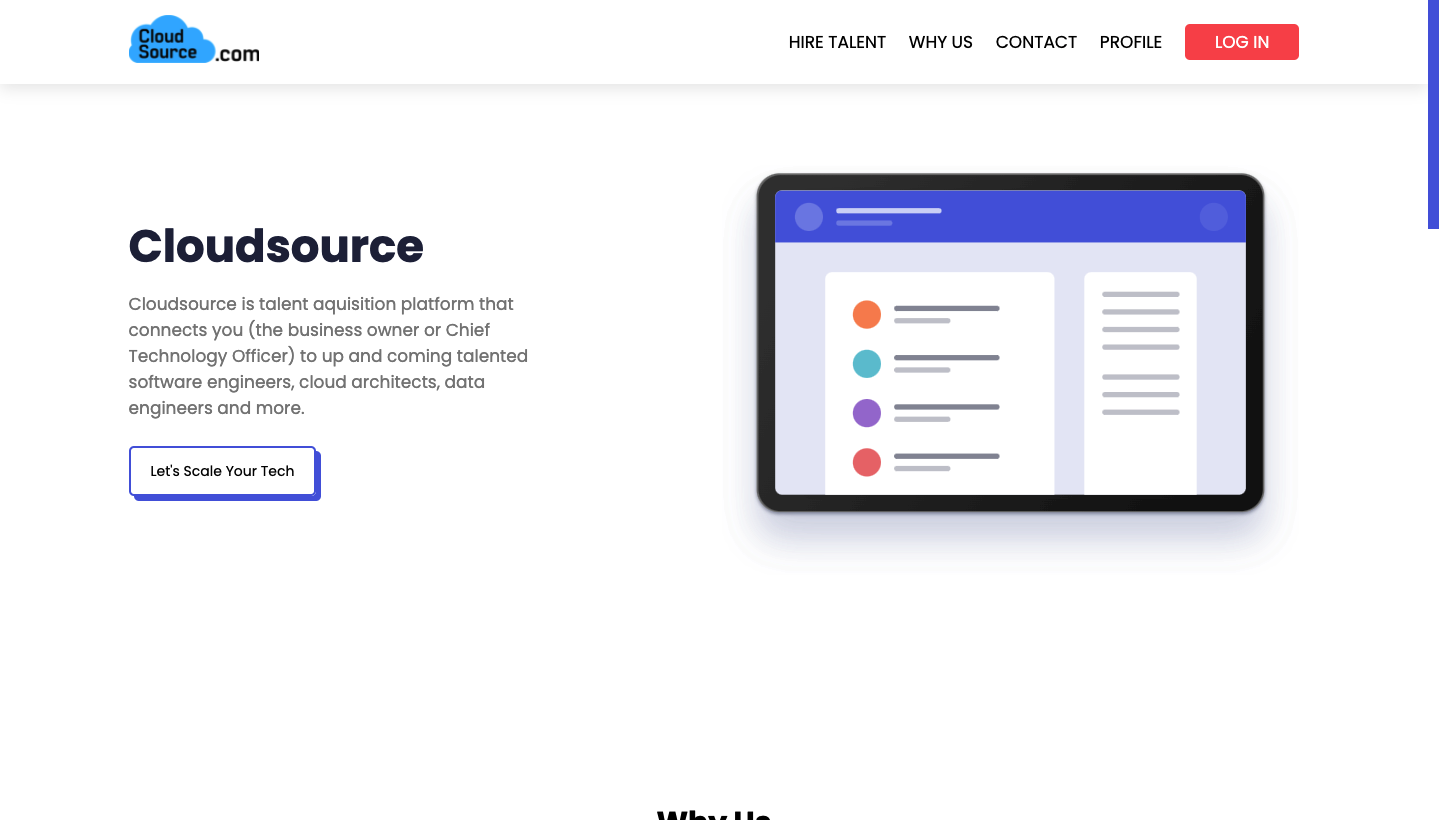 Cloud
Source.com
HIRE TALENT WHY US CONTACT PROFILE LOG IN
Cloudsource
Cloudsource is talent aquisition platform that
connects you (the business owner or Chief
Technology Officer) to up and coming talented
software engineers, cloud architects, data
engineers and more.
Let's Scale Your Tech
Why Us